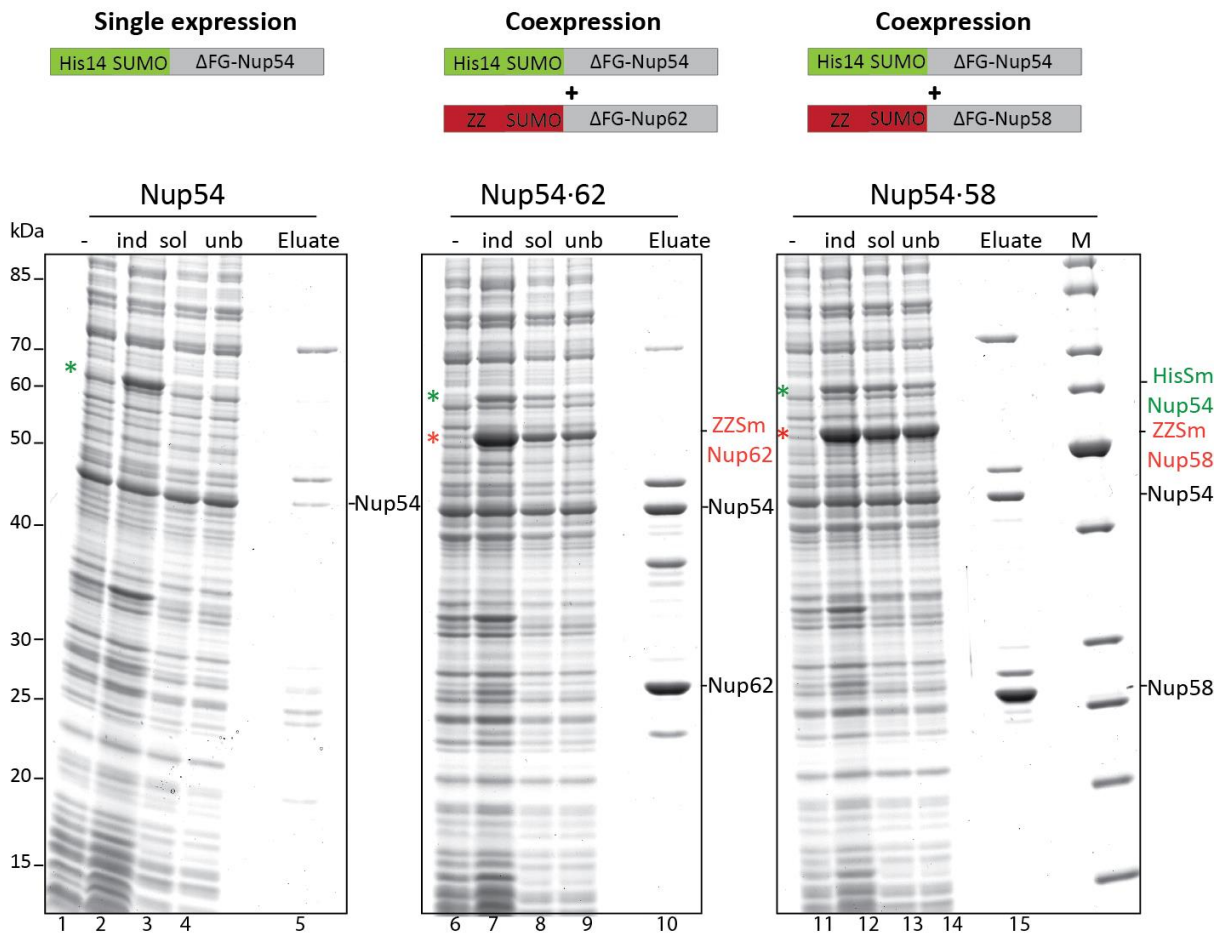 Single expression
Coexpression
Coexpression
His14 SUMO ΔFG-Nup54
His14 SUMO ΔFG-Nup54
His14 SUMO ΔFG-Nup54
+
+
ZZ SUMO ΔFG-Nup62
ZZ SUMO ΔFG-Nup58
Nup54
Nup54·62
Nup54·58
kDa
- ind sol unb Eluate
- ind sol unb Eluate
- ind sol unb Eluate M
85
70
60
50
40
30
25
20
15
*
*
*
*
*
Nup54
ZZSm
Nup62
Nup54
Nup62
HisSm
Nup54
ZZSm
Nup58
Nup54
Nup58
1 2 3 4 5
6 7 8 9 10
11 12 13 14 15